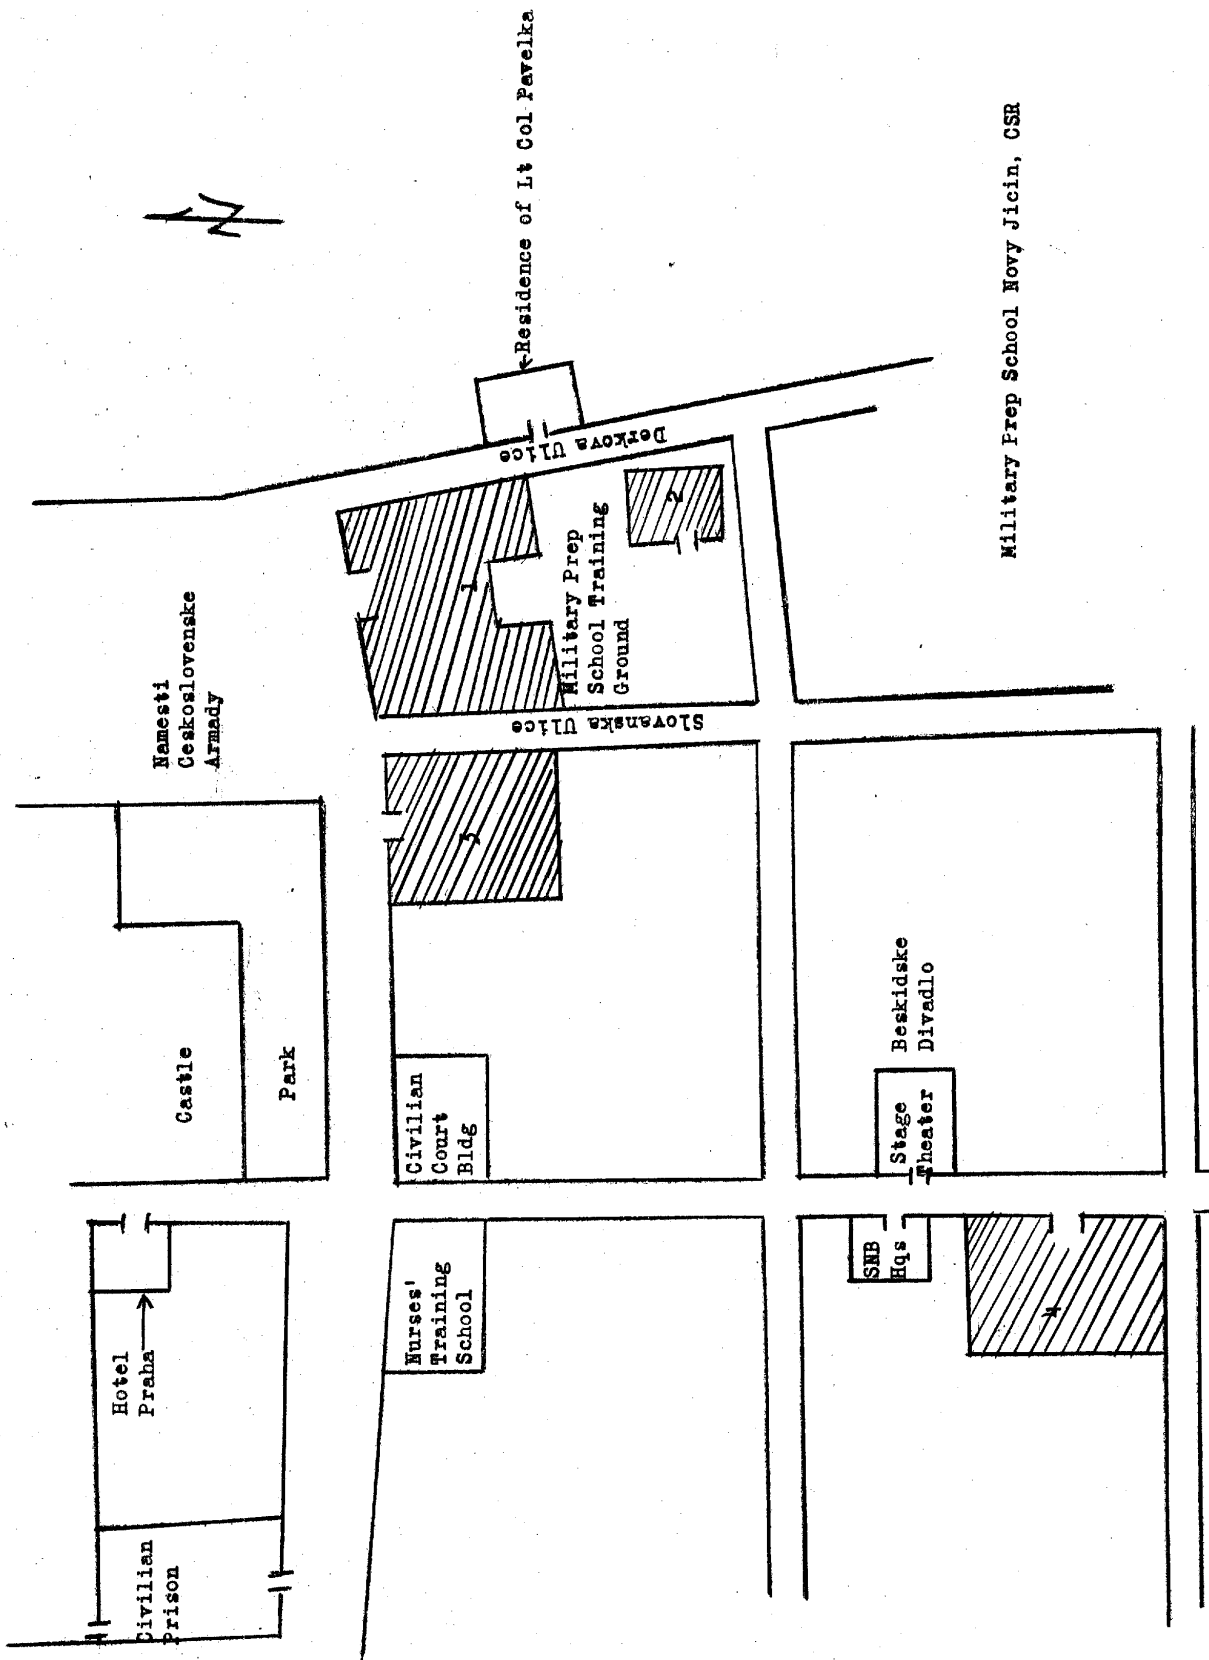 Hotel
Praha
Civilian
Prison
Castle
Namesti
Ceskoslovenske
Armady
N
Park
Nurses'
Training
School
Civilian
Court
Bldg
3
1
Slovanska Ulice
Derkova Ulice
Residence of Lt Col Pavelka
Military Prep
School Training
Ground
2
SNB
Hqs
Stage
Theater
Beskidske
Divadlo
4
Military Prep School Novy Jicin, CSR